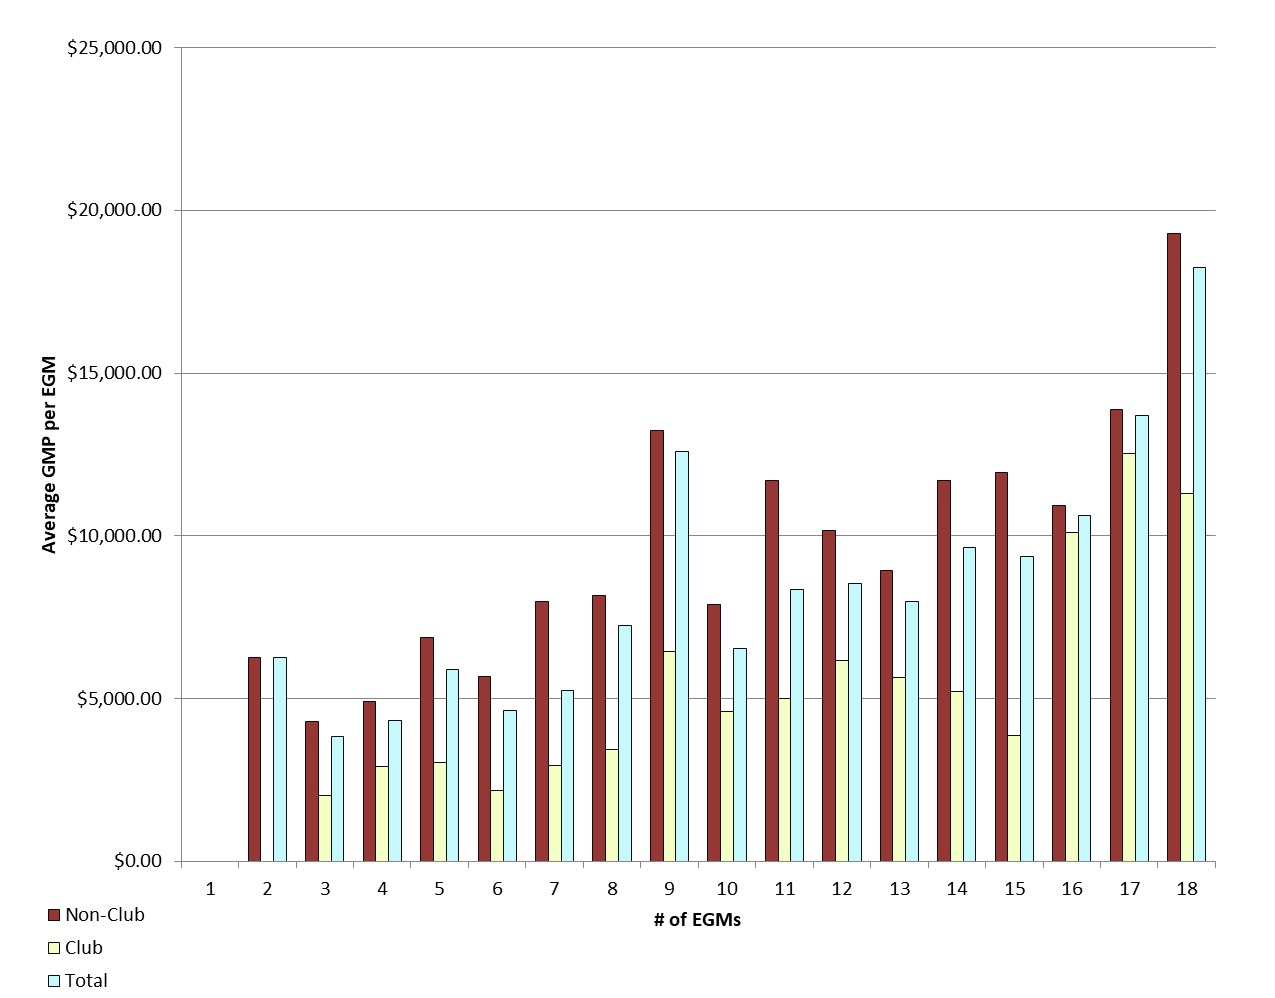 $25,000.00
$20,000.00
$15,000.00
$10,000.00
$5,000.00
$0.00
Average GMP per EGM
1 2 3 4 5 6 7 8 9 10 11 12 13 14 15 16 17 18
# of EGMs
Non-Club
Club
Total